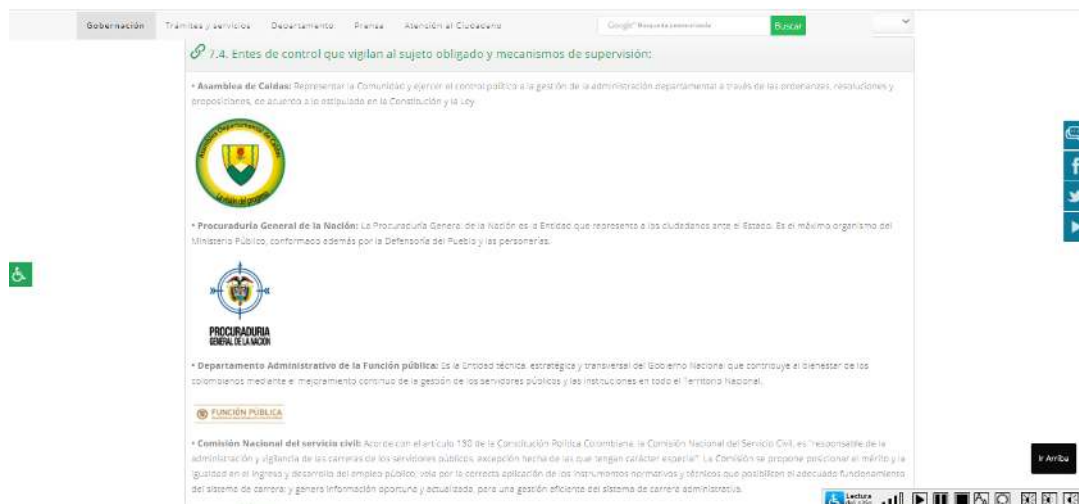 Gobernación Trámites y servicios Departamento Prensa Atención al Ciudadano Google Búsqueda personalizada Buscar
7.4. Entes de control que vigilan al sujeto obligado y mecanismos de supervisión:
• Asamblea de Caldas: Representar la Comunidad y ejercer el control político a la gestión de la administración departamental a través de las ordenanzas, resoluciones y
proposiciones, de acuerdo a lo estipulado en la Constitución y la Ley
Asamblea Departamental de Caldas
• Procuraduría General de la Nación: La Procuraduría General de la Nación es la Entidad que representa a los ciudadanos ante el Estado. Es el máximo organismo del
Ministerio Público, conformado además por la Defensoría del Pueblo y las personerías.
PROCURADURIA
GENERAL DE LA NACION
• Departamento Administrativo de la Función pública: Es la Entidad técnica, estratégica y transversal del Gobierno Nacional que contribuye al bienestar de los
colombianos mediante el mejoramiento continuo de la gestión de los servidores públicos y las instituciones en todo el Territorio Nacional.
FUNCIÓN PÚBLICA
• Comisión Nacional del servicio civil: Acorde con el artículo 130 de la Constitución Política Colombiana, la Comisión Nacional del Servicio Civil, es "responsable de la
administración y vigilancia de las carreras de los servidores públicos, excepción hecha de las que tengan carácter especial". La Comisión se propone posicionar el mérito y la
igualdad en el ingreso y desarrollo del empleo público; vela por la correcta aplicación de los instrumentos normativos y técnicos que posibiliten el adecuado funcionamiento
del sistema de carrera; y genera información oportuna y actualizada, para una gestión eficiente del sistema de carrera administrativa.
Ir Arriba
Lectura
del sitio